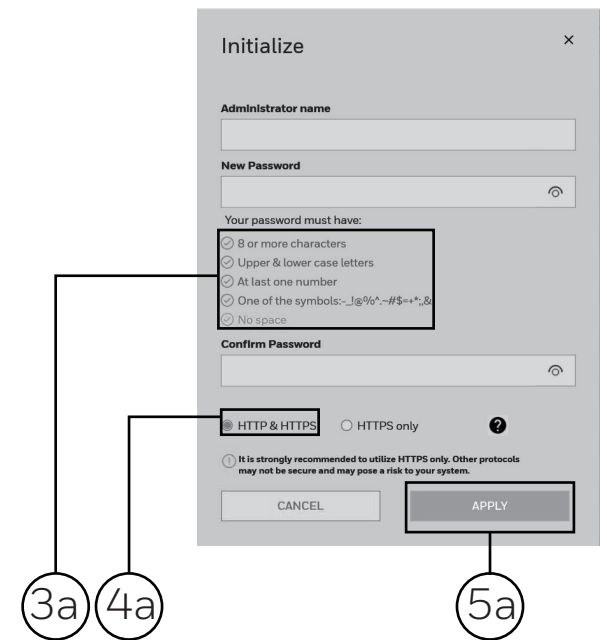 Initialize
×
Administrator name
New Password
Your password must have:
8 or more characters
Upper & lower case letters
At last one number
One of the symbols:-_!@%^.~#$=+*;,&
No space
Confirm Password
HTTP & HTTPS HTTPS only ?
! It is strongly recommended to utilize HTTPS only. Other protocols
may not be secure and may pose a risk to your system.
CANCEL APPLY
3a 4a 5a